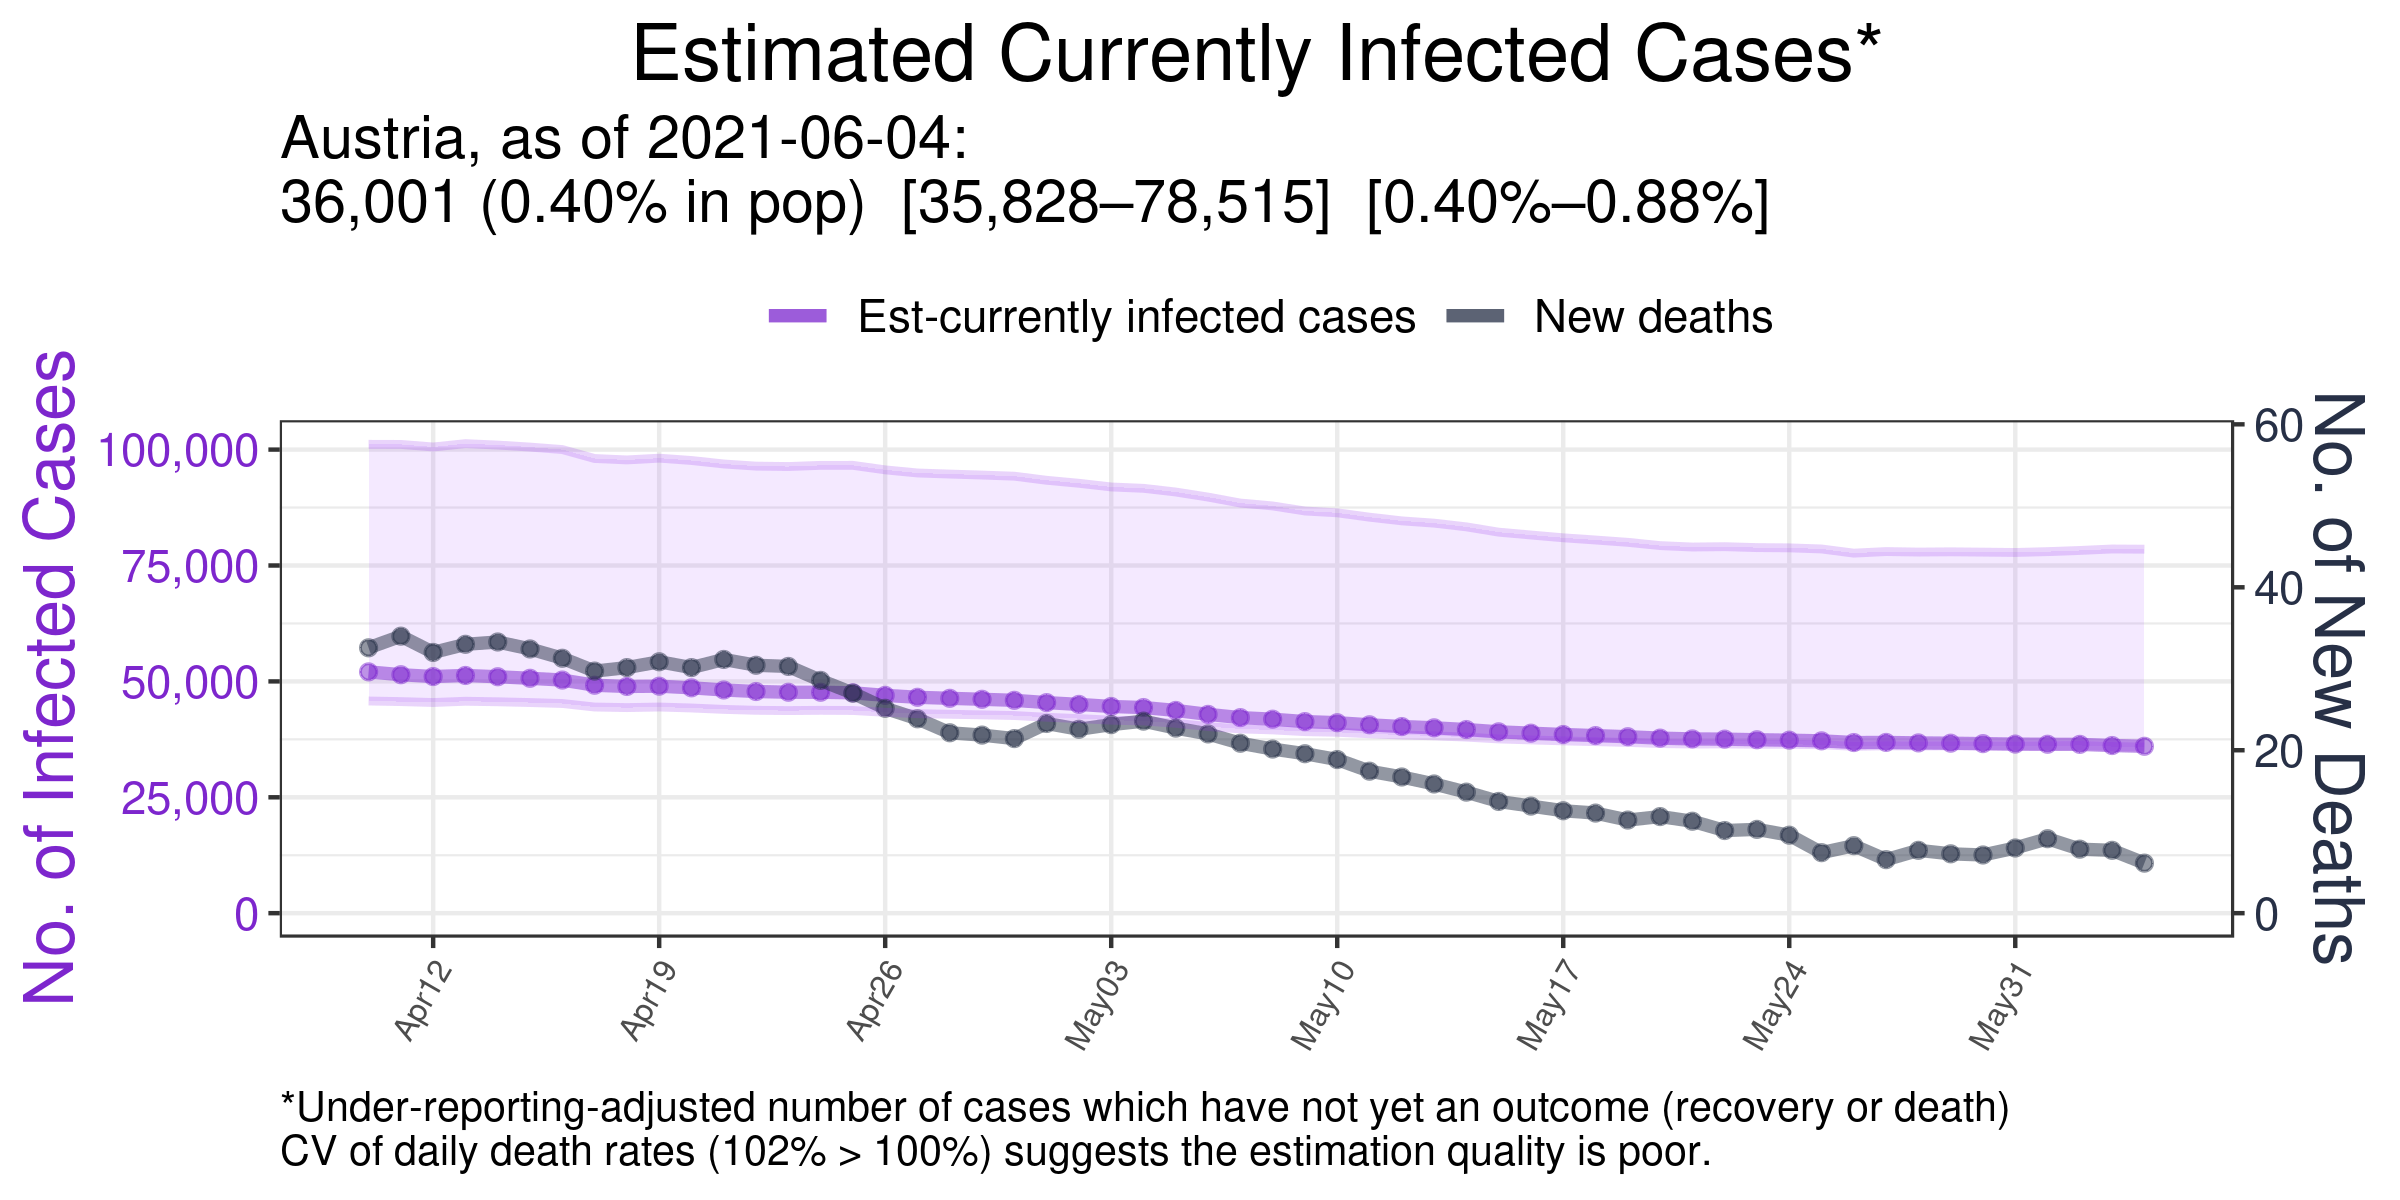 Estimated Currently Infected Cases*
Austria, as of 2021-06-04:
36,001 (0.40% in pop)  [35,828–78,515]  [0.40%–0.88%]
Est-currently infected cases
New deaths
No. of Infected Cases
100,000
75,000
50,000
25,000
0
60
40
20
0
No. of New Deaths
Apr12
Apr19
Apr26
May03
May10
May17
May24
May31
*Under-reporting-adjusted number of cases which have not yet an outcome (recovery or death)
CV of daily death rates (102% > 100%) suggests the estimation quality is poor.